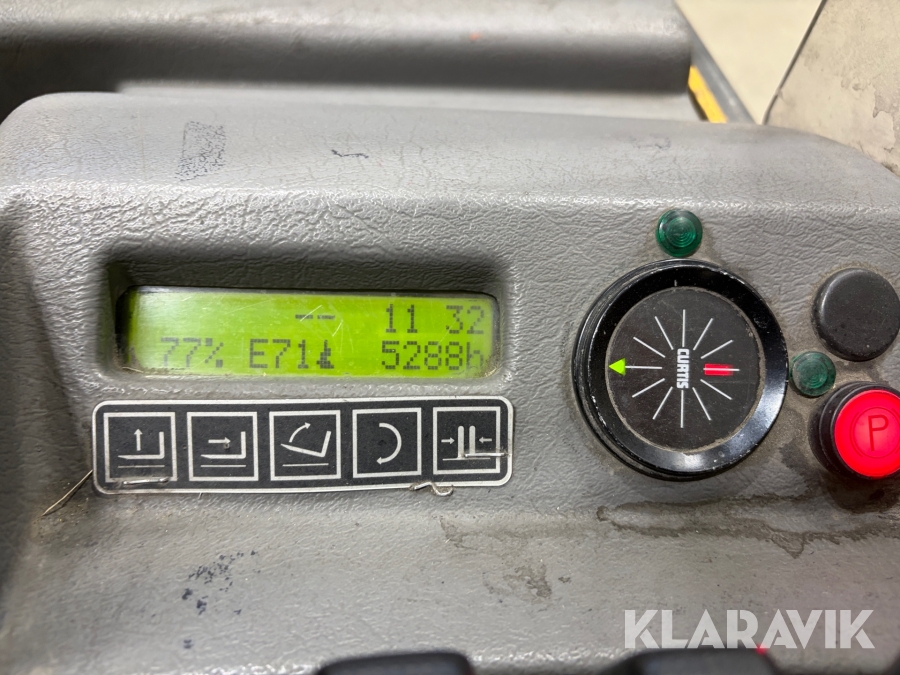 -- 11 32
77% E71 5288h
CURTIS
P
KLARAVIK